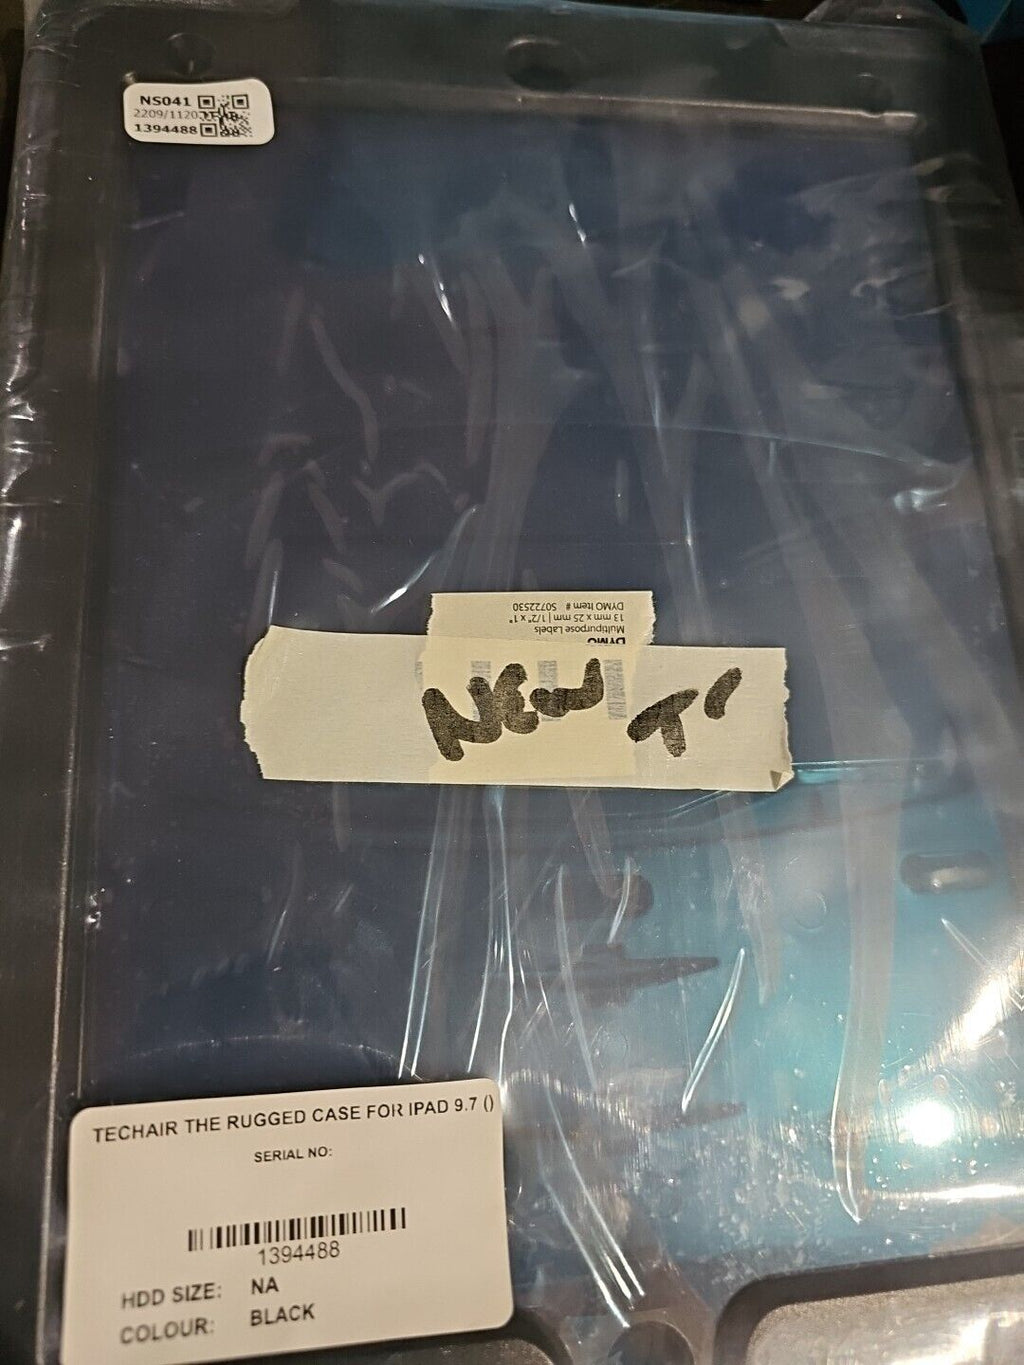 NS041
2209/1120
1394488
DYMO Item # S0722530
13 mm x 25 mm | 1/2" x 1"
Multipurpose Labels
DYMO
NEW
TECHAIR THE RUGGED CASE FOR IPAD 9.7 ()
SERIAL NO:
1394488
HDD SIZE: NA
COLOUR: BLACK